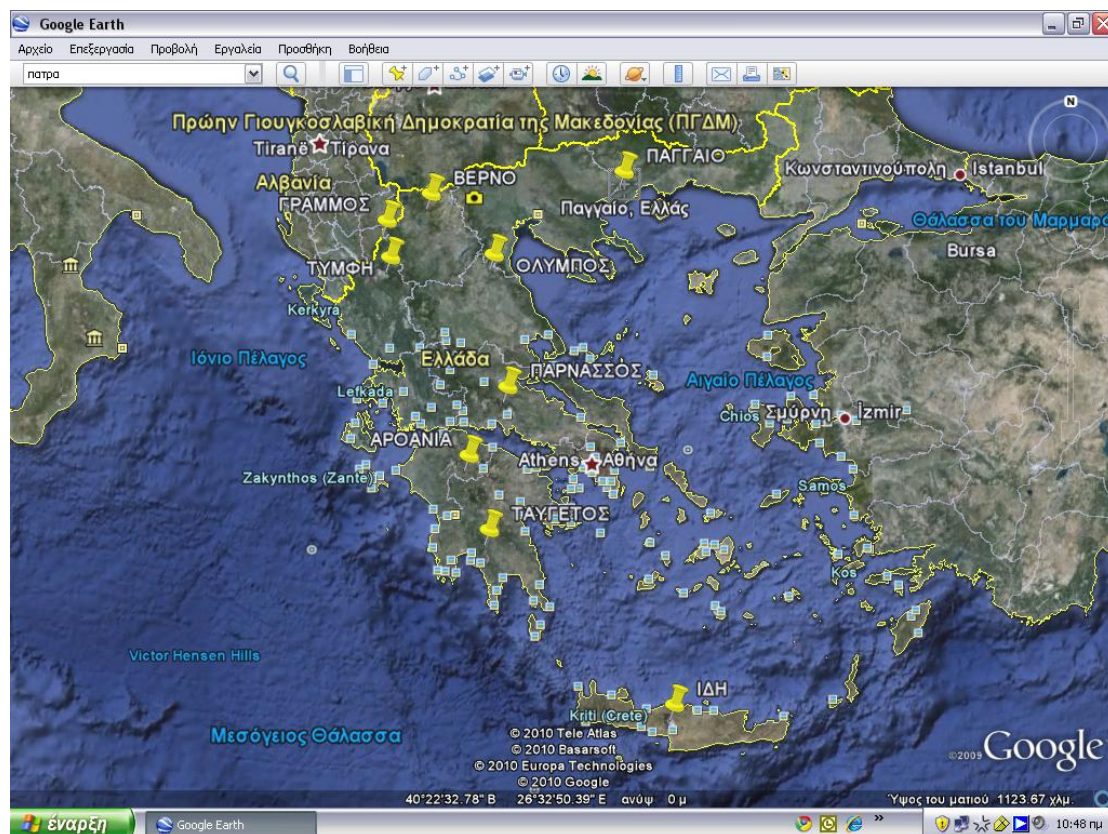 Google Earth
Αρχείο Επεξεργασία Προβολή Εργαλεία Προσθήκη Βοήθεια
πατρα
N
Πρώην Γιουγκοσλαβική Δημοκρατία της Μακεδονίας (ΠΓΔΜ)
Tiranë Τίρανα
ΠΑΓΓΑΙΟ
Κωνσταντινούπολη Istanbul
Αλβανία
ΒΕΡΝΟ
ΓΡΑΜΜΟΣ
Παγγαίο, Ελλάς
Θάλασσα του Μαρμαρά
Bursa
ΤΥΜΦΗ
ΟΛΥΜΠΟΣ
Kerkyra
Ιόνιο Πέλαγος
Ελλάδα
ΠΑΡΝΑΣΣΟΣ
Αιγαίο Πέλαγος
Lefkada
Chios
Σμύρνη İzmir
ΑΡΟΑΝΙΑ
Athens Αθήνα
Zakynthos (Zante)
Samos
ΤΑΥΓΕΤΟΣ
Kos
Victor Hensen Hills
ΙΔΗ
Kriti (Crete)
Μεσόγειος Θάλασσα
© 2010 Tele Atlas
© 2010 Basarsoft
© 2010 Europa Technologies
© 2010 Google
©2009 Google
40°22'32.78" Β 26°32'50.39" Ε ανύψ 0 μ Ύψος του ματιού 1123.67 χλμ.
έναρξη Google Earth » 10:48 πμ